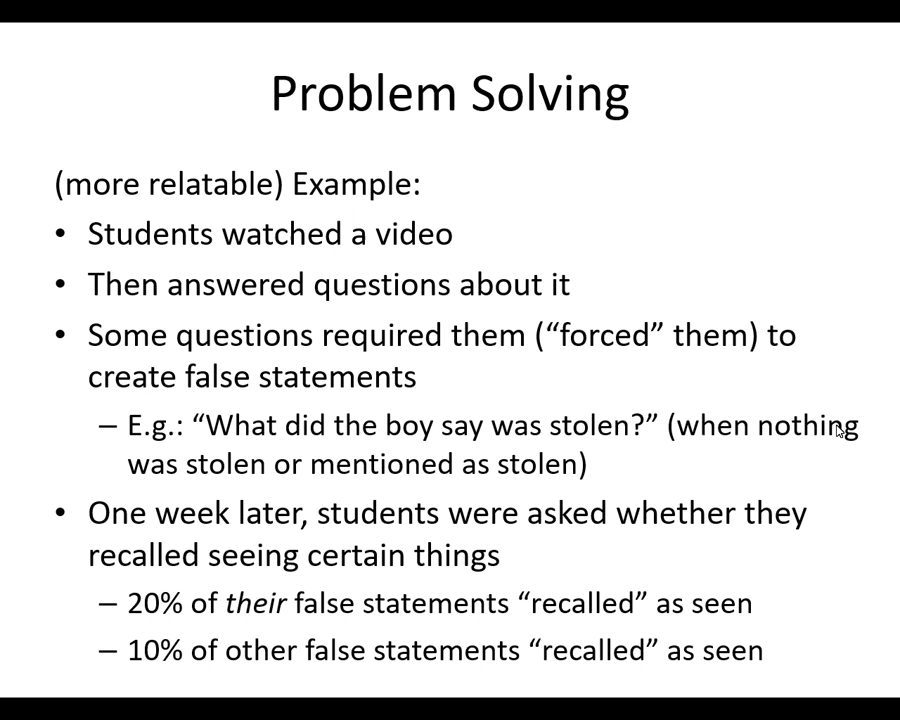 Problem Solving
(more relatable) Example:
• Students watched a video
• Then answered questions about it
• Some questions required them (“forced” them) to
create false statements
– E.g.: “What did the boy say was stolen?” (when nothing
was stolen or mentioned as stolen)
• One week later, students were asked whether they
recalled seeing certain things
– 20% of their false statements “recalled” as seen
– 10% of other false statements “recalled” as seen